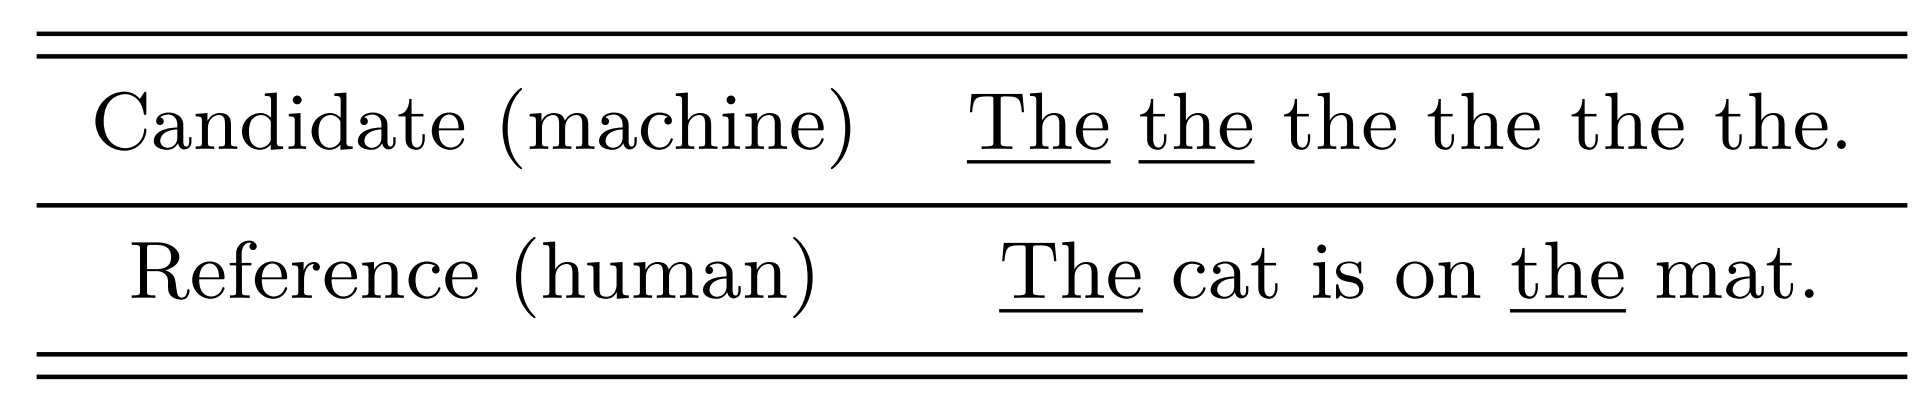 Candidate (machine) The the the the the the.
Reference (human) The cat is on the mat.